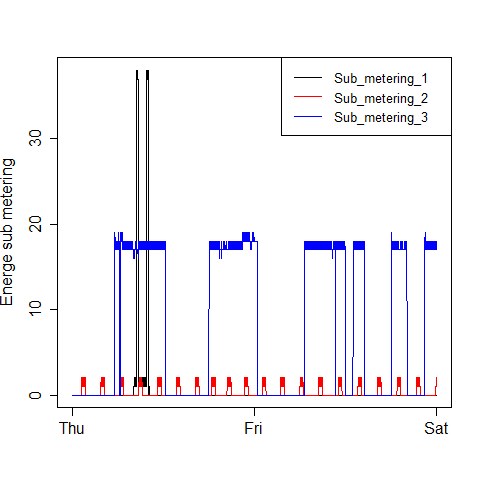 Sub_metering_1
Sub_metering_2
Sub_metering_3
Energe sub metering
30
20
10
0
Thu Fri Sat